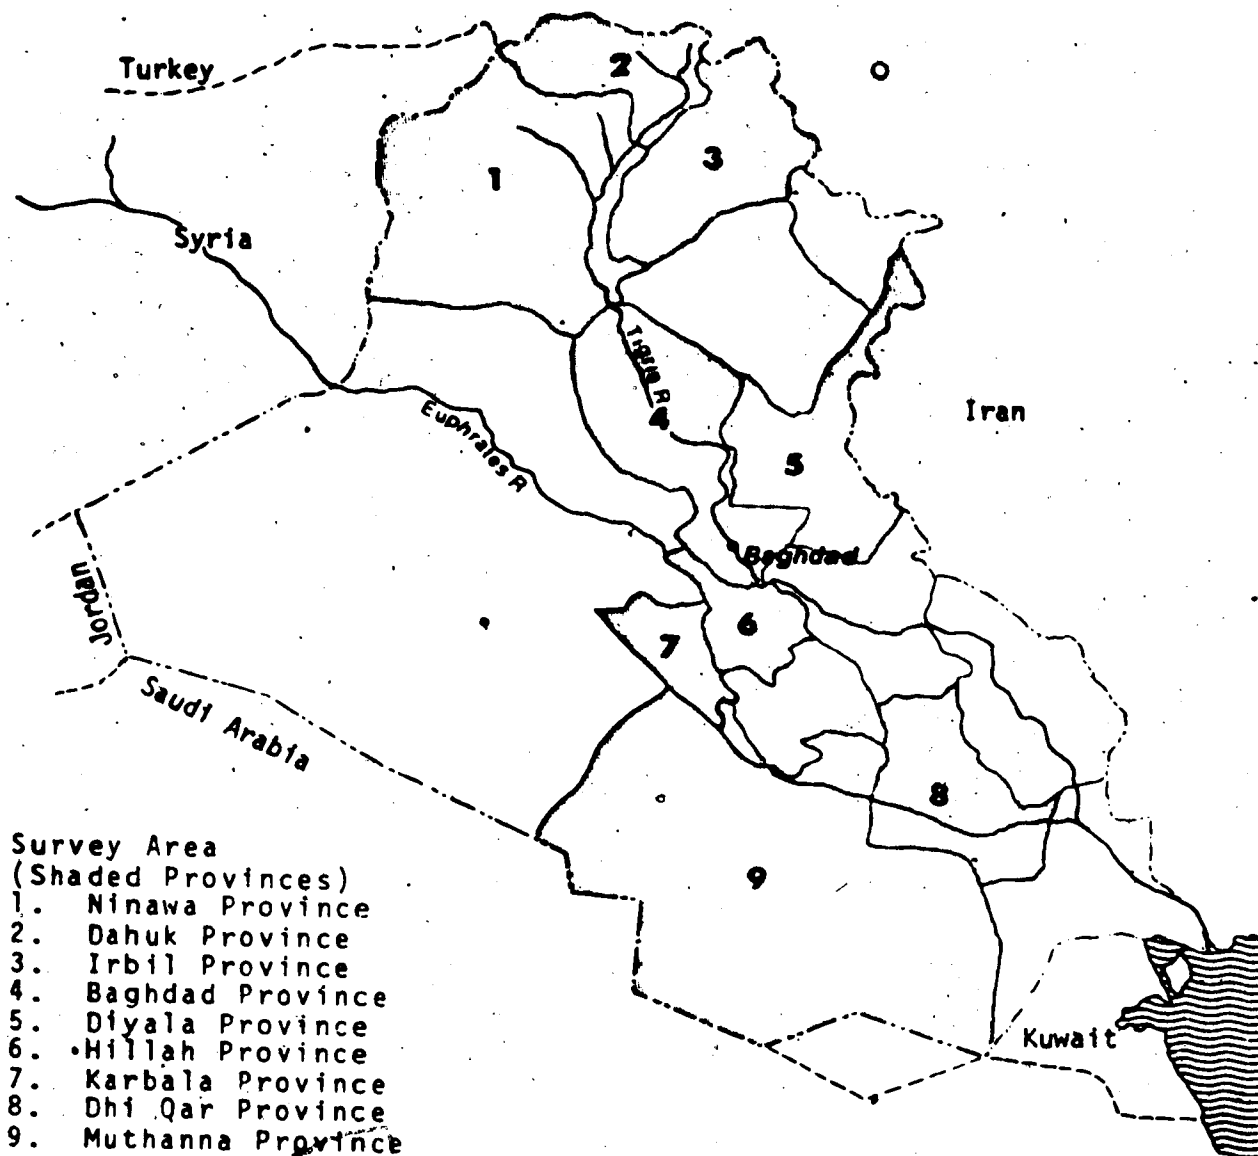 Turkey
2
3
1
Syria
Tigris R
4
Iran
Euphrales R
5
Baghdad
Jordan
6
7
Saudi Arabia
8
9
Kuwait
Survey Area
(Shaded Provinces)
1. Ninawa Province
2. Dahuk Province
3. Irbil Province
4. Baghdad Province
5. Diyala Province
6. Hillah Province
7. Karbala Province
8. Dhi Qar Province
9. Muthanna Province